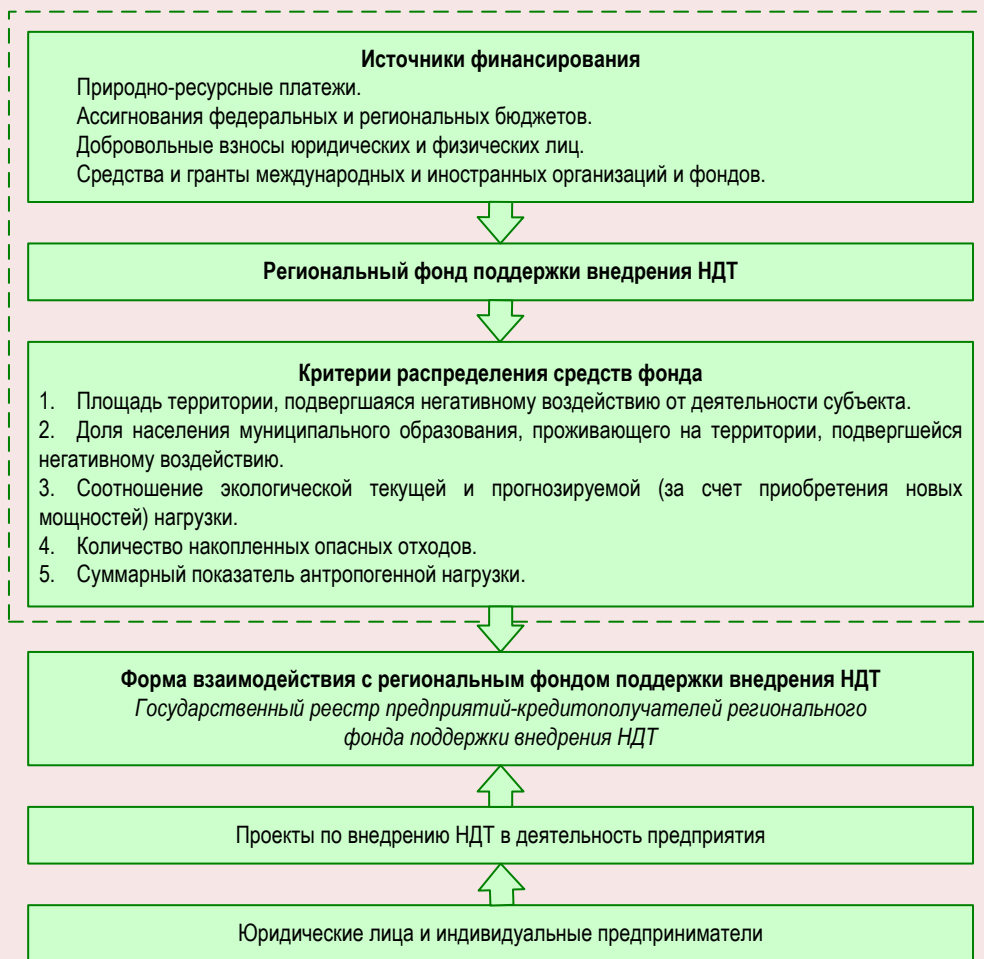 Источники финансирования
Природно-ресурсные платежи.
Ассигнования федеральных и региональных бюджетов.
Добровольные взносы юридических и физических лиц.
Средства и гранты международных и иностранных организаций и фондов.
Региональный фонд поддержки внедрения НДТ
Критерии распределения средств фонда
1. Площадь территории, подвергшаяся негативному воздействию от деятельности субъекта.
2. Доля населения муниципального образования, проживающего на территории, подвергшейся
негативному воздействию.
3. Соотношение экологической текущей и прогнозируемой (за счет приобретения новых
мощностей) нагрузки.
4. Количество накопленных опасных отходов.
5. Суммарный показатель антропогенной нагрузки.
Форма взаимодействия с региональным фондом поддержки внедрения НДТ
Государственный реестр предприятий-кредитополучателей регионального
фонда поддержки внедрения НДТ
Проекты по внедрению НДТ в деятельность предприятия
Юридические лица и индивидуальные предприниматели